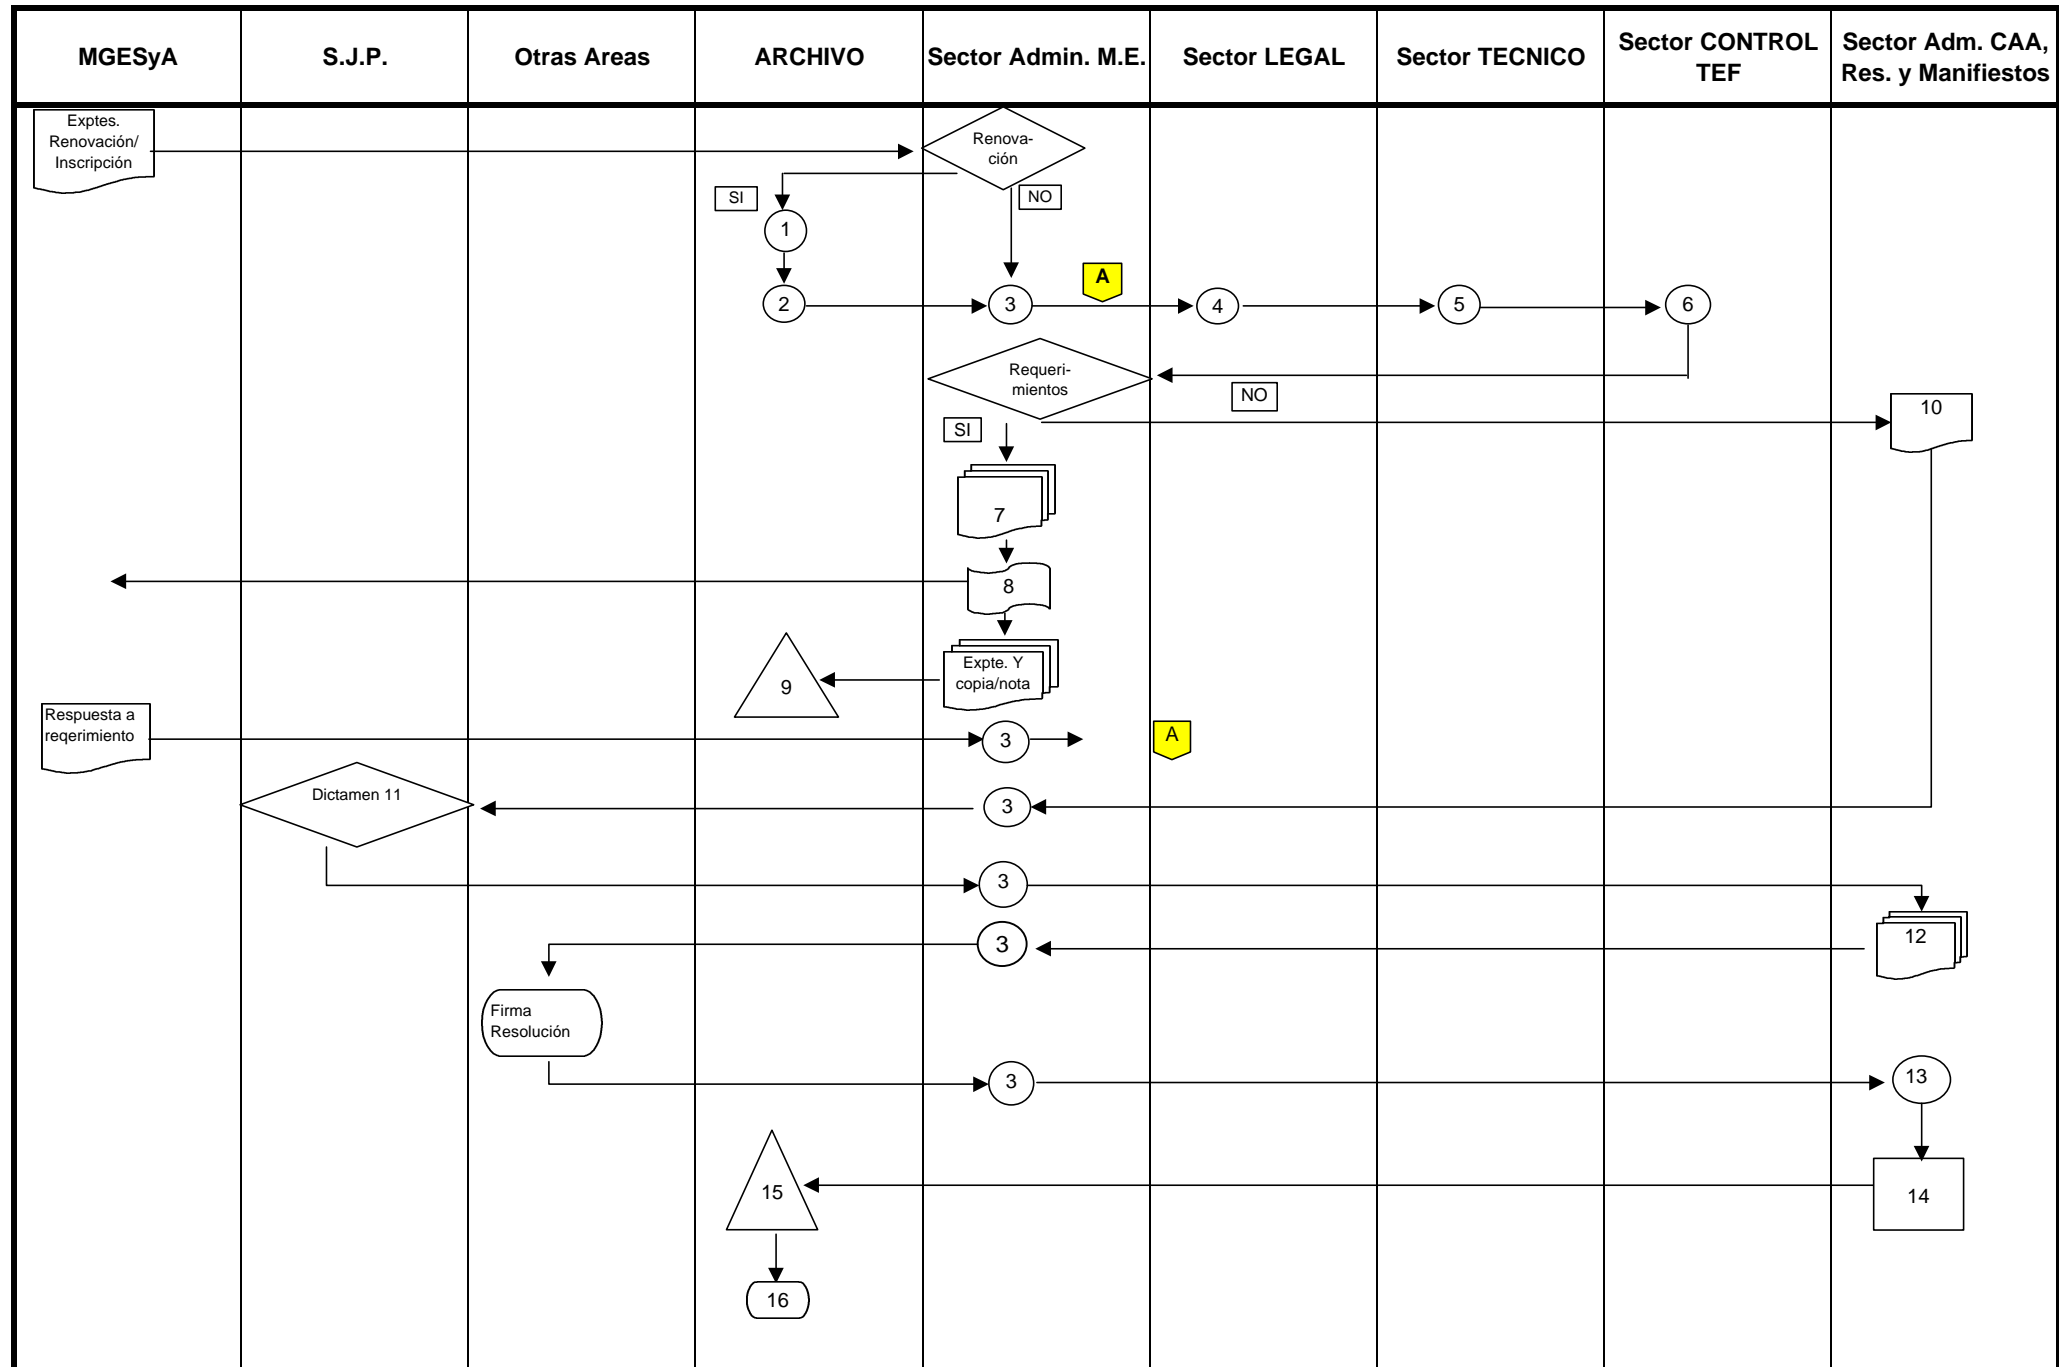 MGESyA
S.J.P.
Otras Areas
ARCHIVO
Sector Admin. M.E.
Sector LEGAL
Sector TECNICO
Sector CONTROL
TEF
Sector Adm. CAA,
Res. y Manifiestos
Exptes.
Renovación/
Inscripción
Renova-
ción
SI
NO
1
A
2
3
4
5
6
Requeri-
mientos
NO
10
SI
7
8
Expte. Y
copia/nota
9
Respuesta a
reqerimiento
3
A
Dictamen 11
3
3
3
12
Firma
Resolución
3
13
15
14
16